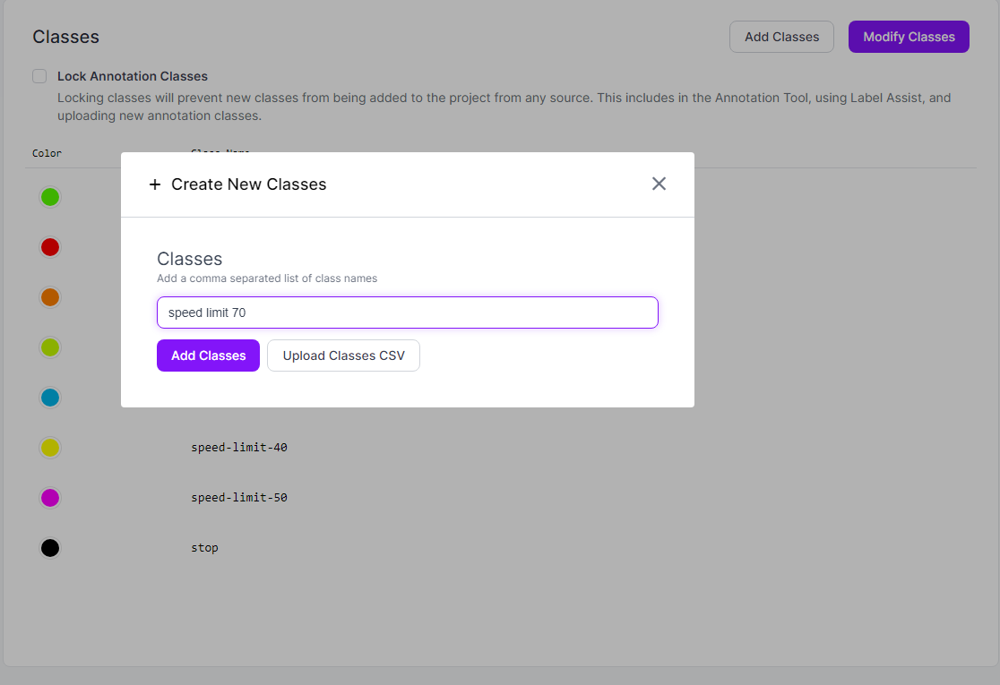 Classes
Add Classes
Modify Classes
Lock Annotation Classes
Locking classes will prevent new classes from being added to the project from any source. This includes in the Annotation Tool, using Label Assist, and
uploading new annotation classes.
Color
Class Name
+ Create New Classes
Classes
Add a comma separated list of class names
speed limit 70
Add Classes
Upload Classes CSV
speed-limit-40
speed-limit-50
stop